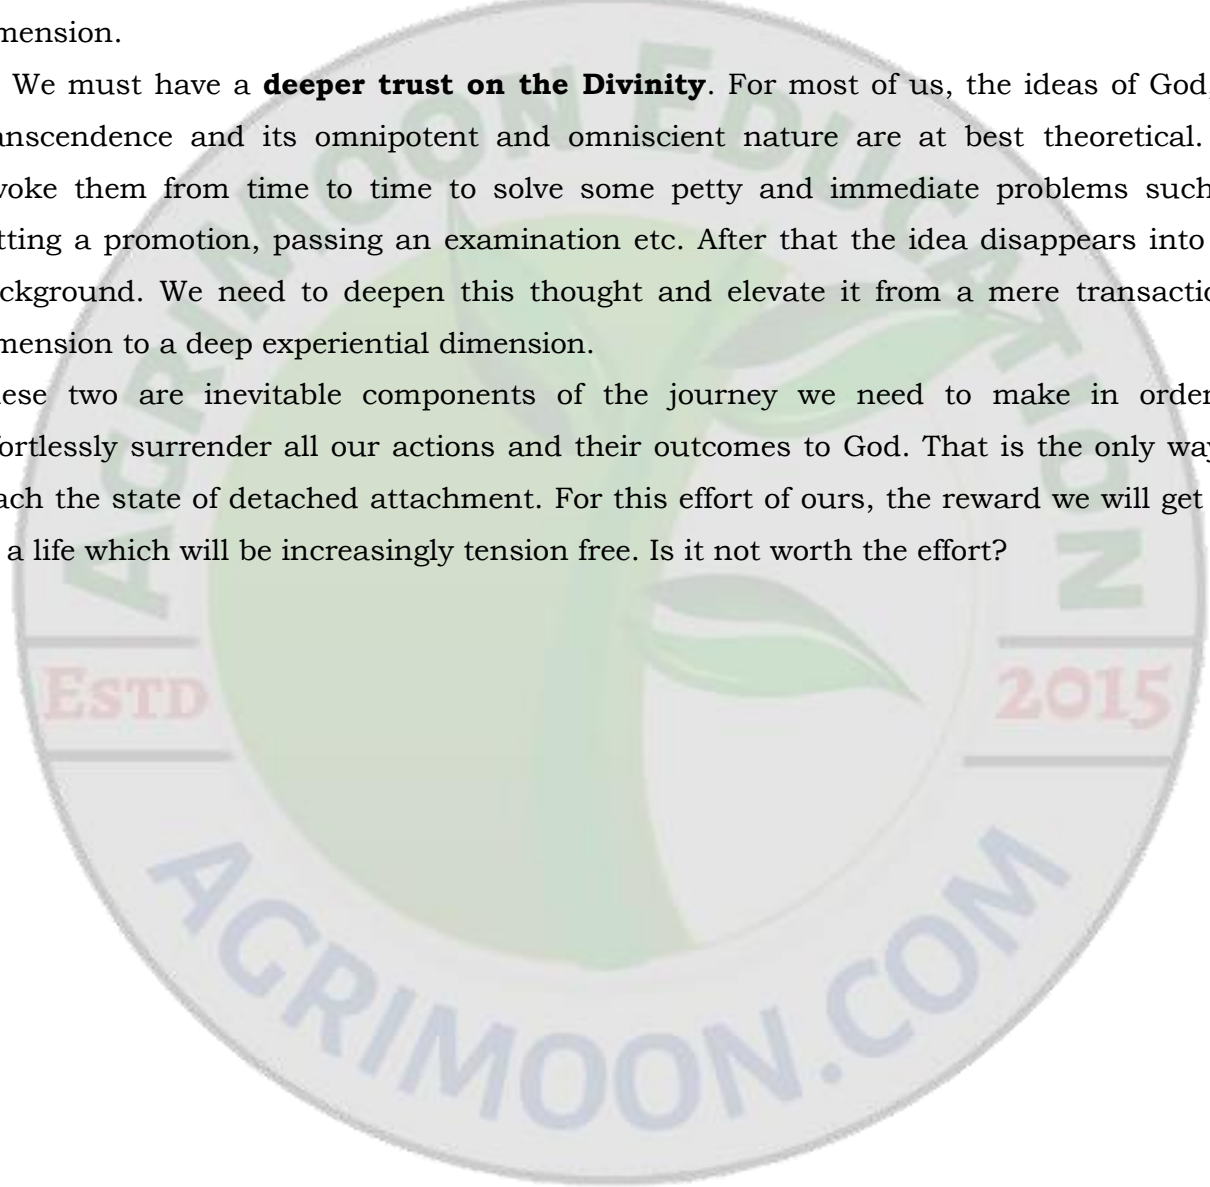 mension.
We must have a deeper trust on the Divinity. For most of us, the ideas of God,
anscendence and its omnipotent and omniscient nature are at best theoretical.
voke them from time to time to solve some petty and immediate problems such
tting a promotion, passing an examination etc. After that the idea disappears into
ckground. We need to deepen this thought and elevate it from a mere transactio
mension to a deep experiential dimension.
ese two are inevitable components of the journey we need to make in order
fortlessly surrender all our actions and their outcomes to God. That is the only way
ach the state of detached attachment. For this effort of ours, the reward we will get
a life which will be increasingly tension free. Is it not worth the effort?
AGRIMOON EDUCATION
ESTD 2015
AGRIMOON.COM